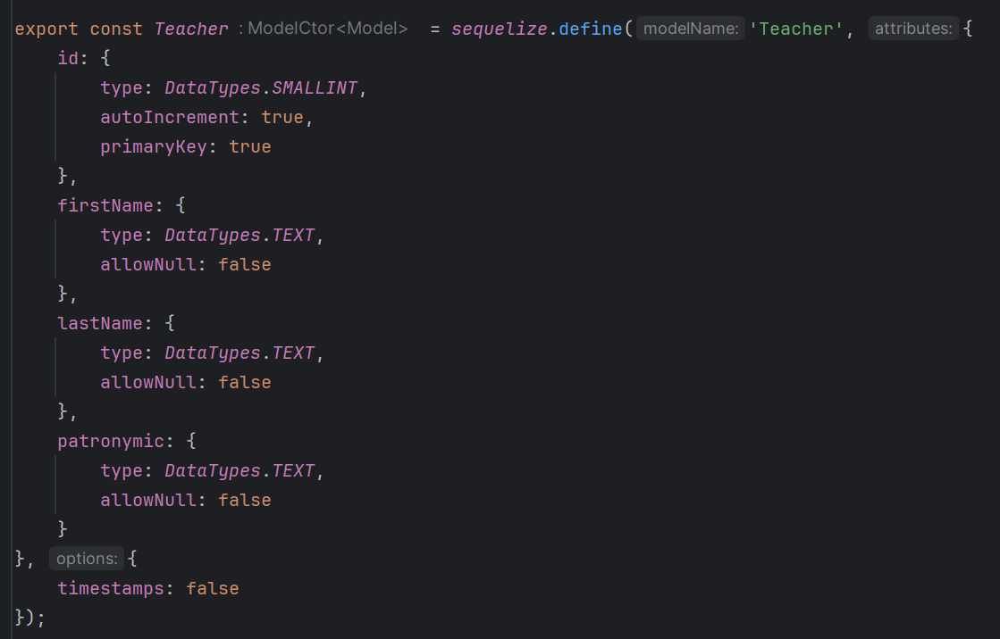 export const Teacher : ModelCtor<Model> = sequelize.define( modelName: 'Teacher', attributes: {
    id: {
        type: DataTypes.SMALLINT,
        autoIncrement: true,
        primaryKey: true
    },
    firstName: {
        type: DataTypes.TEXT,
        allowNull: false
    },
    lastName: {
        type: DataTypes.TEXT,
        allowNull: false
    },
    patronymic: {
        type: DataTypes.TEXT,
        allowNull: false
    }
}, options: {
    timestamps: false
});